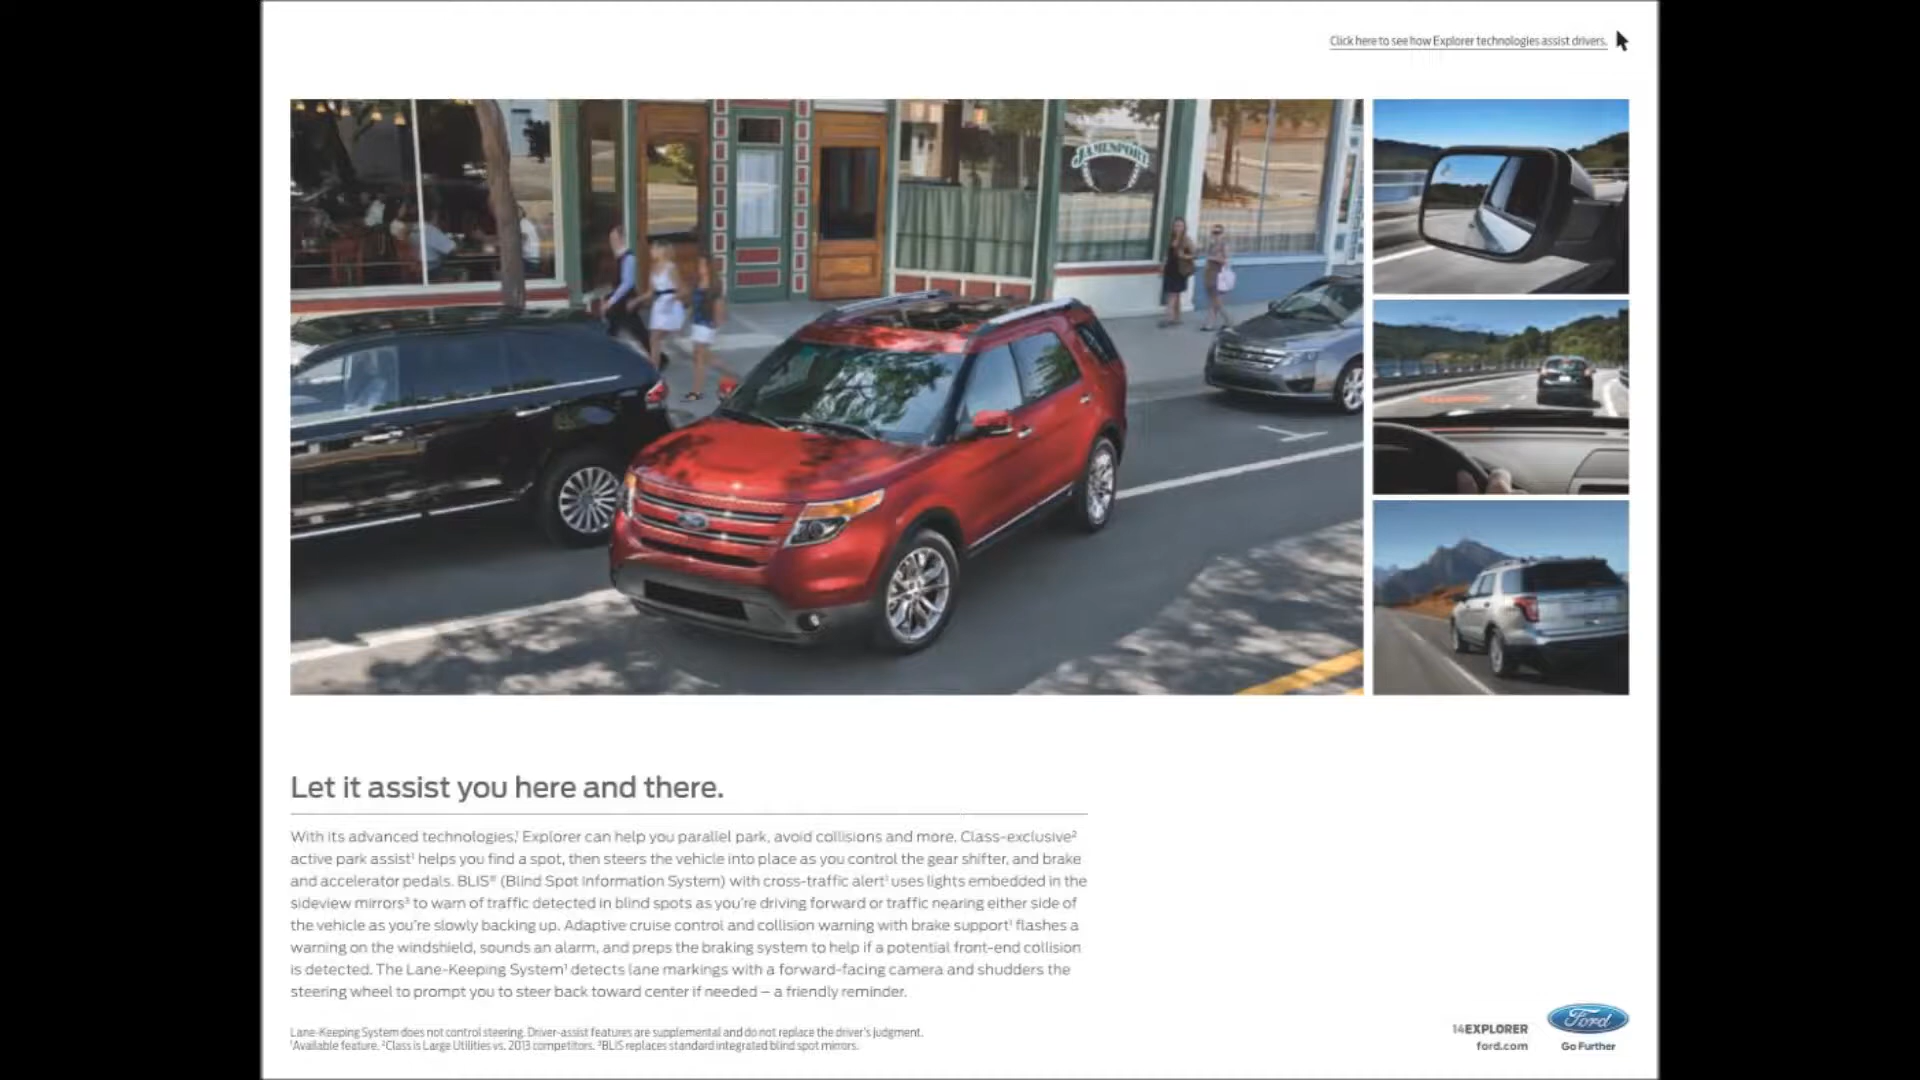 Click here to see how Explorer technologies assist drivers.
JAMESPORT
Let it assist you here and there.
With its advanced technologies,¹ Explorer can help you parallel park, avoid collisions and more. Class-exclusive²
active park assist¹ helps you find a spot, then steers the vehicle into place as you control the gear shifter, and brake
and accelerator pedals. BLIS® (Blind Spot Information System) with cross-traffic alert¹ uses lights embedded in the
sideview mirrors³ to warn of traffic detected in blind spots as you're driving forward or traffic nearing either side of
the vehicle as you're slowly backing up. Adaptive cruise control and collision warning with brake support¹ flashes a
warning on the windshield, sounds an alarm, and preps the braking system to help if a potential front-end collision
is detected. The Lane-Keeping System¹ detects lane markings with a forward-facing camera and shudders the
steering wheel to prompt you to steer back toward center if needed – a friendly reminder.
Lane-Keeping System does not control steering. Driver-assist features are supplemental and do not replace the driver's judgment.
¹Available feature. ²Class is Large Utilities vs. 2013 competitors. ³BLIS replaces standard integrated blind spot mirrors.
14EXPLORER
ford.com
Ford
Go Further